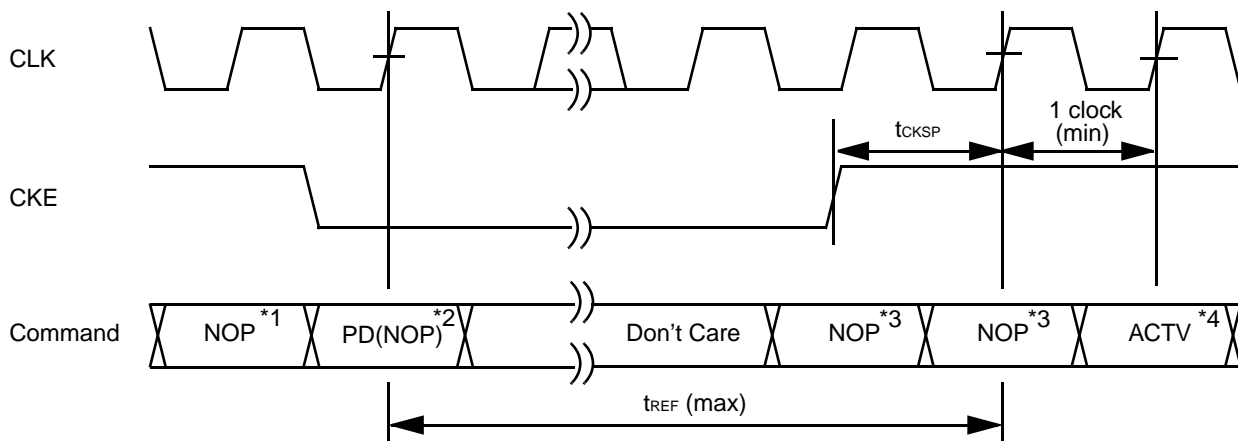 CLK
tCKSP
1 clock
(min)
CKE
Command
NOP*1
PD(NOP)*2
Don't Care
NOP*3
NOP*3
ACTV*4
tREF (max)